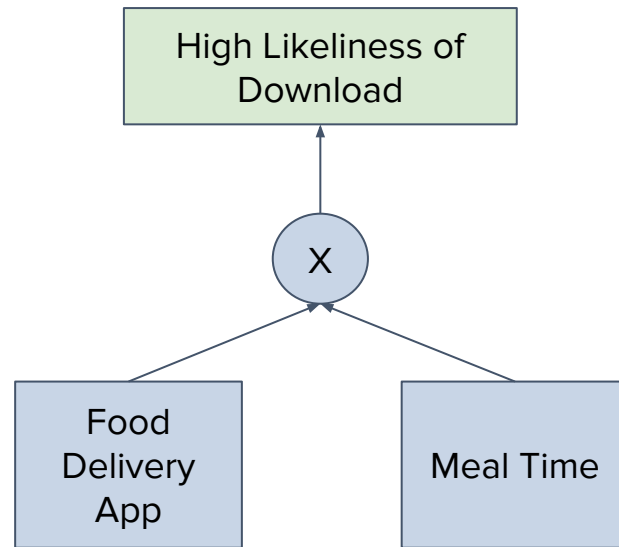 High Likeliness of
Download
X
Food
Delivery
App
Meal Time